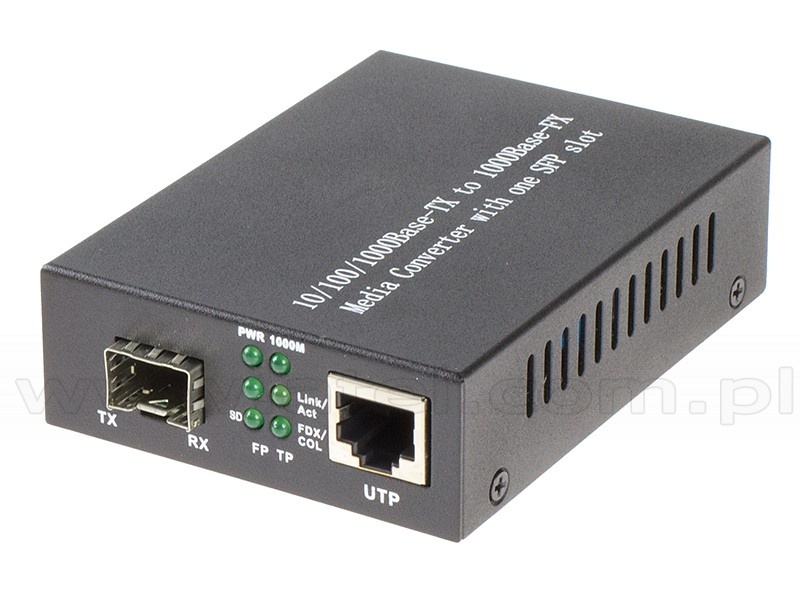 10/100/1000Base-TX to 1000Base-FX
Media Converter with one SFP slot
PWR 1000M
Link/
Act
SD
FDX/
COL
FP TP
TX
RX
UTP